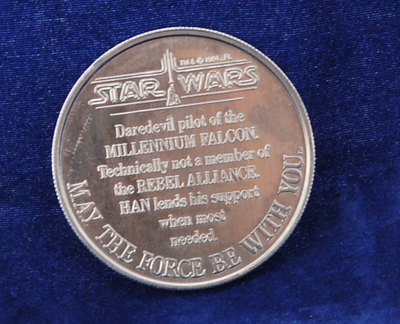 TM & © 1984 LFL
STAR WARS
Daredevil pilot of the
MILLENNIUM FALCON.
Technically not a member of
the REBEL ALLIANCE.
HAN lends his support
when most
needed.
MAY THE FORCE BE WITH YOU.